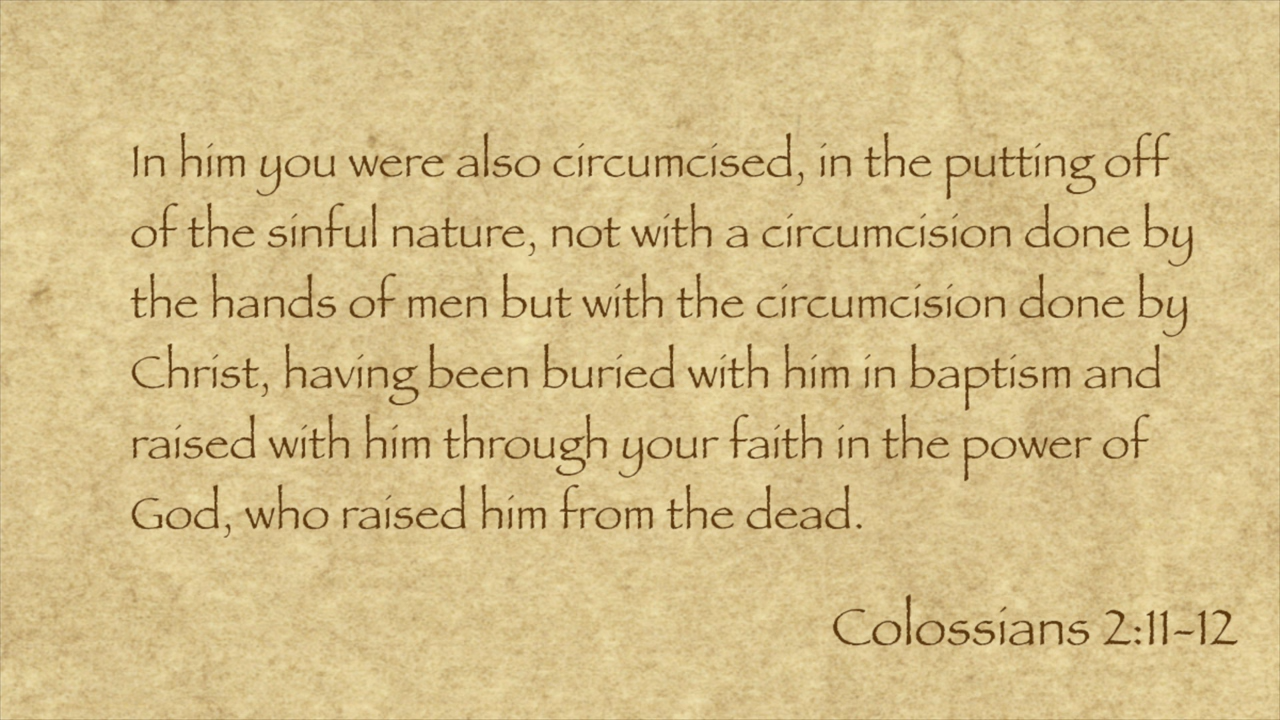 In him you were also circumcised, in the putting off
of the sinful nature, not with a circumcision done by
the hands of men but with the circumcision done by
Christ, having been buried with him in baptism and
raised with him through your faith in the power of
God, who raised him from the dead.
Colossians 2:11-12